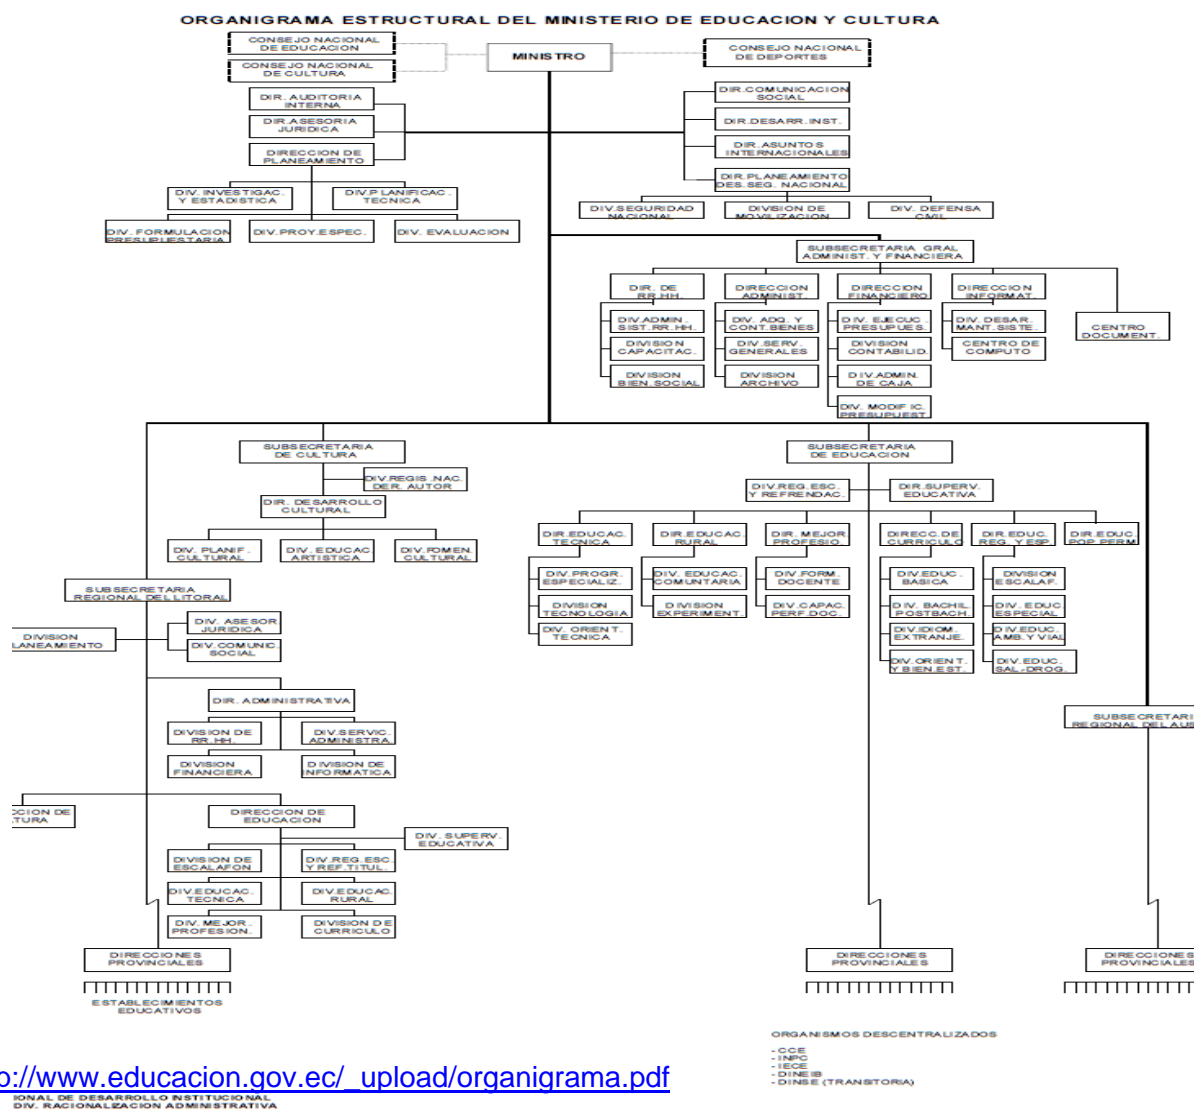 ORGANIGRAMA ESTRUCTURAL DEL MINISTERIO DE EDUCACION Y CULTURA
CONSEJO NACIONAL
DE EDUCACION
CONSEJO NACIONAL
DE CULTURA
MINISTRO
CONSEJO NACIONAL
DE DEPORTES
DIR. AUDITORIA
INTERNA
DIR.ASESORIA
JURIDICA
DIRECCION DE
PLANEAMIENTO
DIR.COMUNICACION
SOCIAL
DIR.DESARR.INST.
DIR.ASUNTOS
INTERNACIONALES
DIR.PLANEAMIENTO
DES.SEG. NACIONAL
DIV. INVESTIGAC.
Y ESTADISTICA
DIV.PLANIFICAC.
TECNICA
DIV. FORMULACION
PRESUPUESTARIA
DIV.PROY.ESPEC.
DIV. EVALUACION
DIV.SEGURIDAD
NACIONAL
DIVISION DE
MOVILIZACION
DIV. DEFENSA
CIVIL
SUBSECRETARIA GRAL
ADMINIST. Y FINANCIERA
DIR. DE
RR.HH.
DIRECCION
ADMINIST.
DIRECCION
FINANCIERO
DIRECCION
INFORMAT.
CENTRO
DOCUMENT.
DIV.ADMIN.
SIST.RR.HH.
DIV. ADQ. Y
CONT.BIENES
DIV. EJECUC.
PRESUPUES.
DIV. DESAR.
MANT.SISTE.
DIVISION
CAPACITAC.
DIV.SERV.
GENERALES
DIVISION
CONTABILID.
CENTRO DE
COMPUTO
DIVISION
BIEN.SOCIAL
DIVISION
ARCHIVO
DIV.ADMIN.
DE CAJA
DIV. MODIFIC.
PRESUPUEST
SUBSECRETARIA
DE CULTURA
DIV.REGIS.NAC.
DER. AUTOR
DIR. DESARROLLO
CULTURAL
DIV. PLANIF.
CULTURAL
DIV. EDUCAC.
ARTISTICA
DIV.FOMEN.
CULTURAL
SUBSECRETARIA
DE EDUCACION
DIV.REG.ESC.
Y REFRENDAC.
DIR.SUPERV.
EDUCATIVA
DIR.EDUCAC.
TECNICA
DIR.EDUCAC.
RURAL
DIR. MEJOR.
PROFESIO.
DIRECC.DE
CURRICULO
DIR.EDUC.
REG. Y ESP.
DIR.EDUC.
POP.PERM.
DIV.PROGR.
ESPECIALIZ.
DIV. EDUCAC.
COMUNTARIA
DIV.FORM.
DOCENTE
DIV.EDUC.
BASICA
DIVISION
ESCALAF.
DIVISION
TECNOLOGIA
DIVISION
EXPERIMENT.
DIV.CAPAC.
PERF.DOC.
DIV. BACHIL.
POSTBACH.
DIV. EDUC
ESPECIAL
DIV. ORIENT.
TECNICA
DIV.IDIOM.
EXTRANJE.
DIV.EDUC.
AMB.Y VIAL
DIV.ORIENT.
Y BIEN.EST.
DIV.EDUC.
SAL.-DROG.
SUBSECRETARIA
REGIONAL DEL LITORAL
DIVISION
LANEAMIENTO
DIV. ASESOR.
JURIDICA
DIV.COMUNIC.
SOCIAL
DIR. ADMINISTRATIVA
DIVISION DE
RR.HH.
DIV.SERVIC.
ADMINISTRA.
DIVISION
FINANCIERA
DIVISION DE
INFORMATICA
SUBSECRETARI
REGIONAL DEL AUS
CCION DE
TURA
DIRECCION DE
EDUCACION
DIV. SUPERV.
EDUCATIVA
DIVISION DE
ESCALAFON
DIV.REG.ESC.
Y REF.TITUL.
DIV.EDUCAC.
TECNICA
DIV.EDUCAC.
RURAL
DIV. MEJOR.
PROFESION.
DIVISION DE
CURRICULO
DIRECCIONES
PROVINCIALES
DIRECCIONES
PROVINCIALES
DIRECCIONES
PROVINCIALES
ESTABLECIMIENTOS
EDUCATIVOS
ORGANISMOS DESCENTRALIZADOS
- CCE
- INPC
- IECE
- DINEIB
- DINSE (TRANSITORIA)
o://www.educacion.gov.ec/_upload/organigrama.pdf
IONAL DE DESARROLLO INSTITUCIONAL
DIV. RACIONALIZACION ADMINISTRATIVA